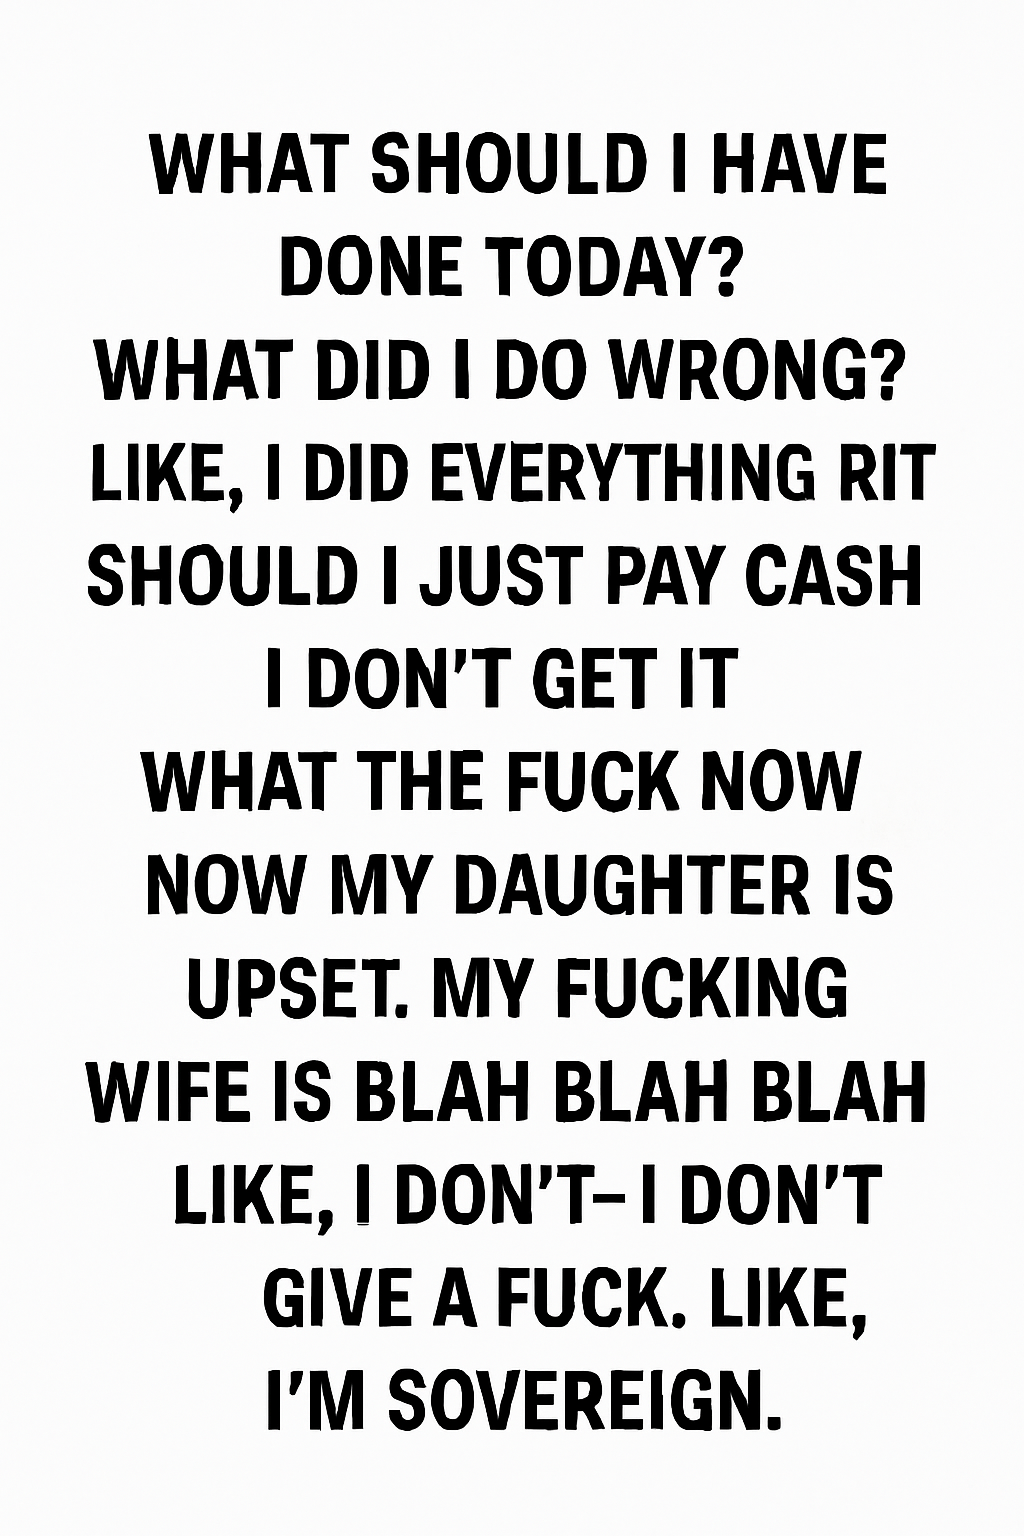 WHAT SHOULD I HAVE
DONE TODAY?
WHAT DID I DO WRONG?
LIKE, I DID EVERYTHING RIT
SHOULD I JUST PAY CASH
I DON'T GET IT
WHAT THE FUCK NOW
NOW MY DAUGHTER IS
UPSET. MY FUCKING
WIFE IS BLAH BLAH BLAH
LIKE, I DON'T– I DON'T
GIVE A FUCK. LIKE,
I'M SOVEREIGN.